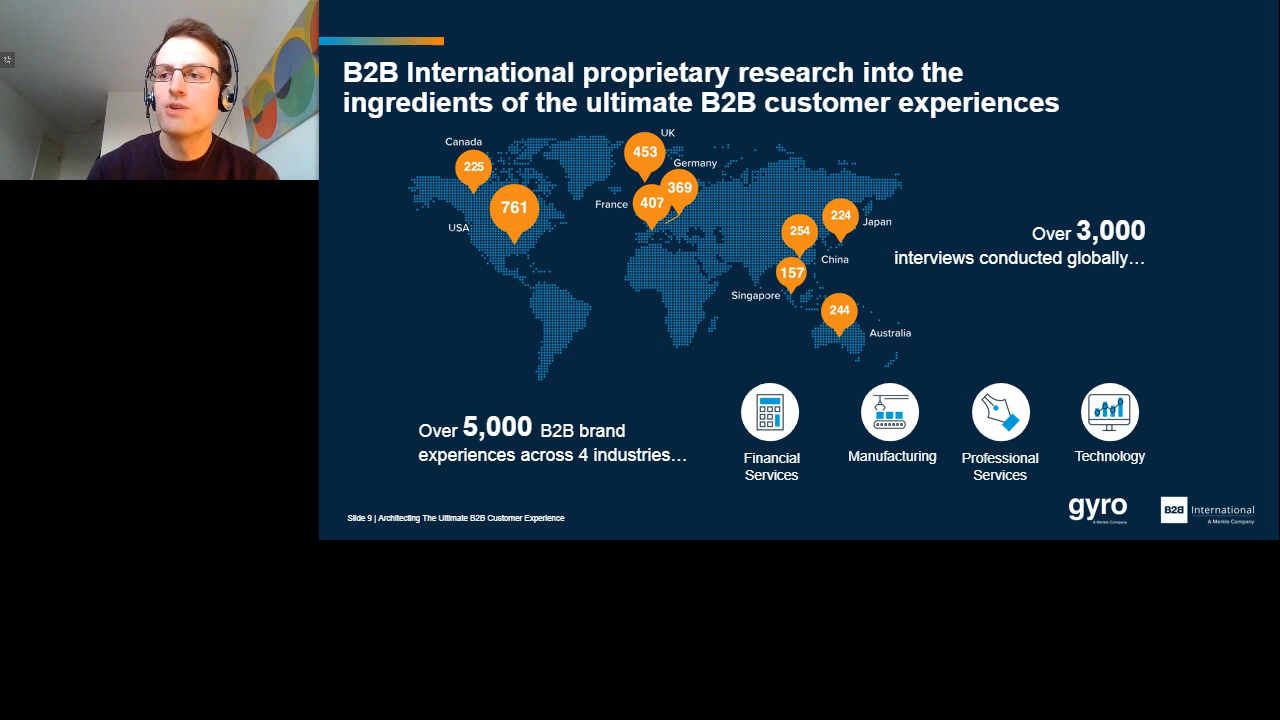 B2B International proprietary research into the
ingredients of the ultimate B2B customer experiences
UK
453
Canada
225
Germany
369
761
France
407
USA
224
Japan
254
China
157
Singapore
244
Australia
Over 3,000
interviews conducted globally…
Over 5,000 B2B brand
experiences across 4 industries…
Financial
Services
Manufacturing
Professional
Services
Technology
Slide 9 | Architecting The Ultimate B2B Customer Experience
gyro
A Merkle Company
B2B International
A Merkle Company